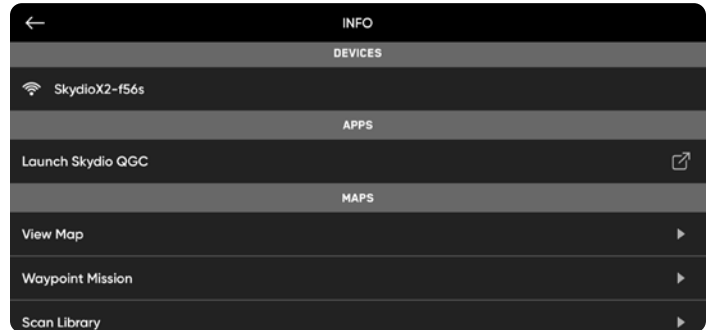 INFO
DEVICES
SkydioX2-f56s
APPS
Launch Skydio QGC
MAPS
View Map
Waypoint Mission
Scan Library